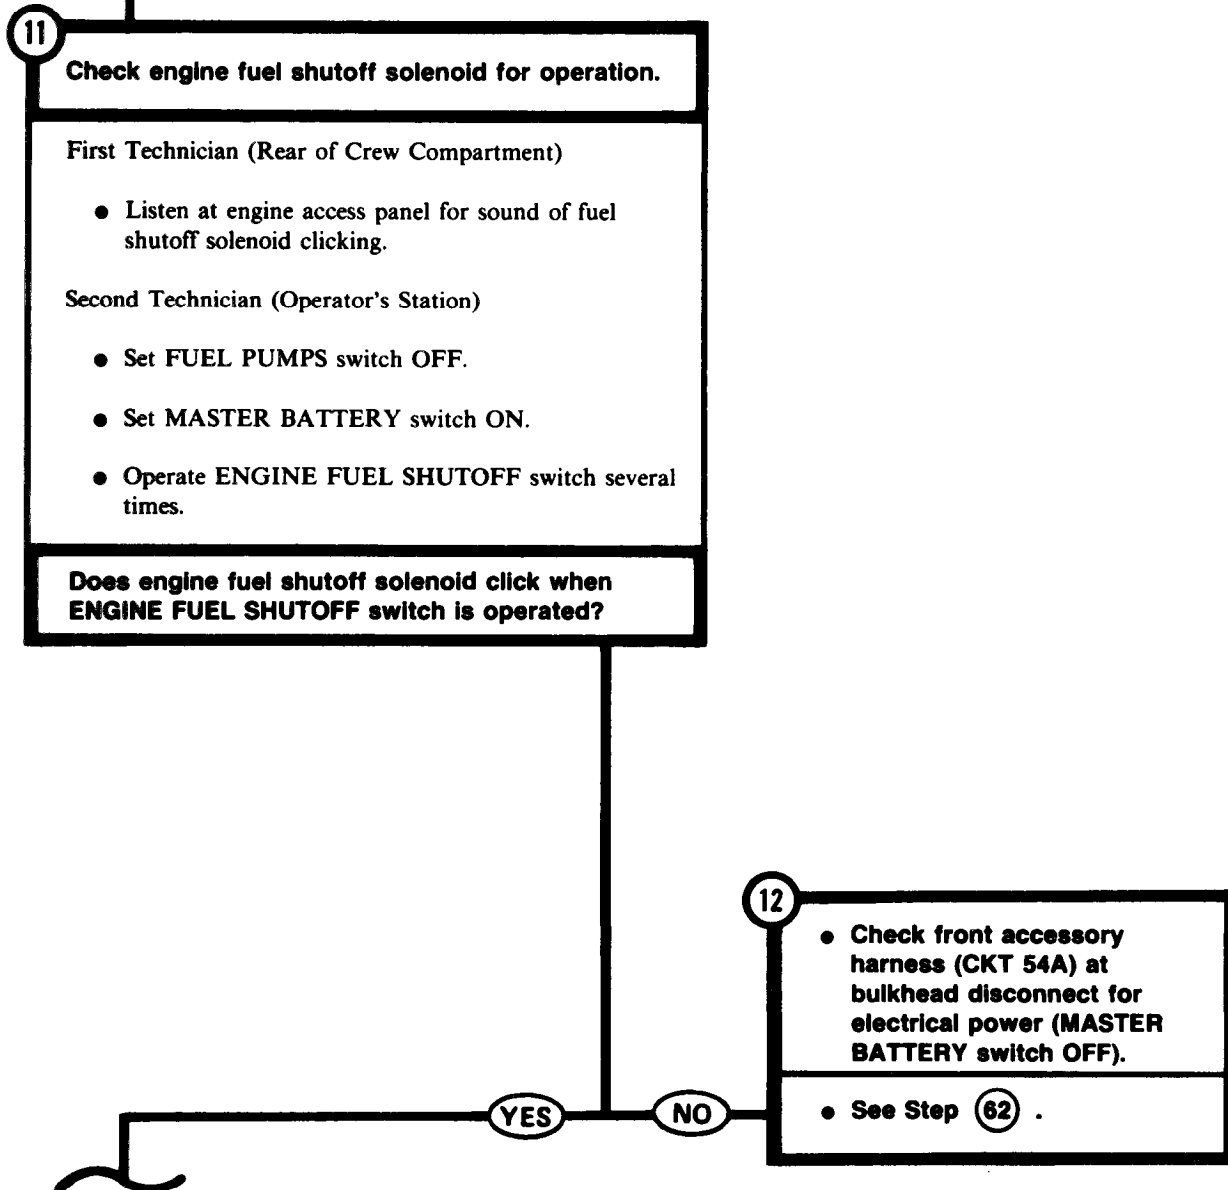 11
Check engine fuel shutoff solenoid for operation.
First Technician (Rear of Crew Compartment)
● Listen at engine access panel for sound of fuel
shutoff solenoid clicking.
Second Technician (Operator's Station)
● Set FUEL PUMPS switch OFF.
● Set MASTER BATTERY switch ON.
● Operate ENGINE FUEL SHUTOFF switch several
times.
Does engine fuel shutoff solenoid click when
ENGINE FUEL SHUTOFF switch is operated?
12
● Check front accessory
harness (CKT 54A) at
bulkhead disconnect for
electrical power (MASTER
BATTERY switch OFF).
● See Step 62 .
YES
NO